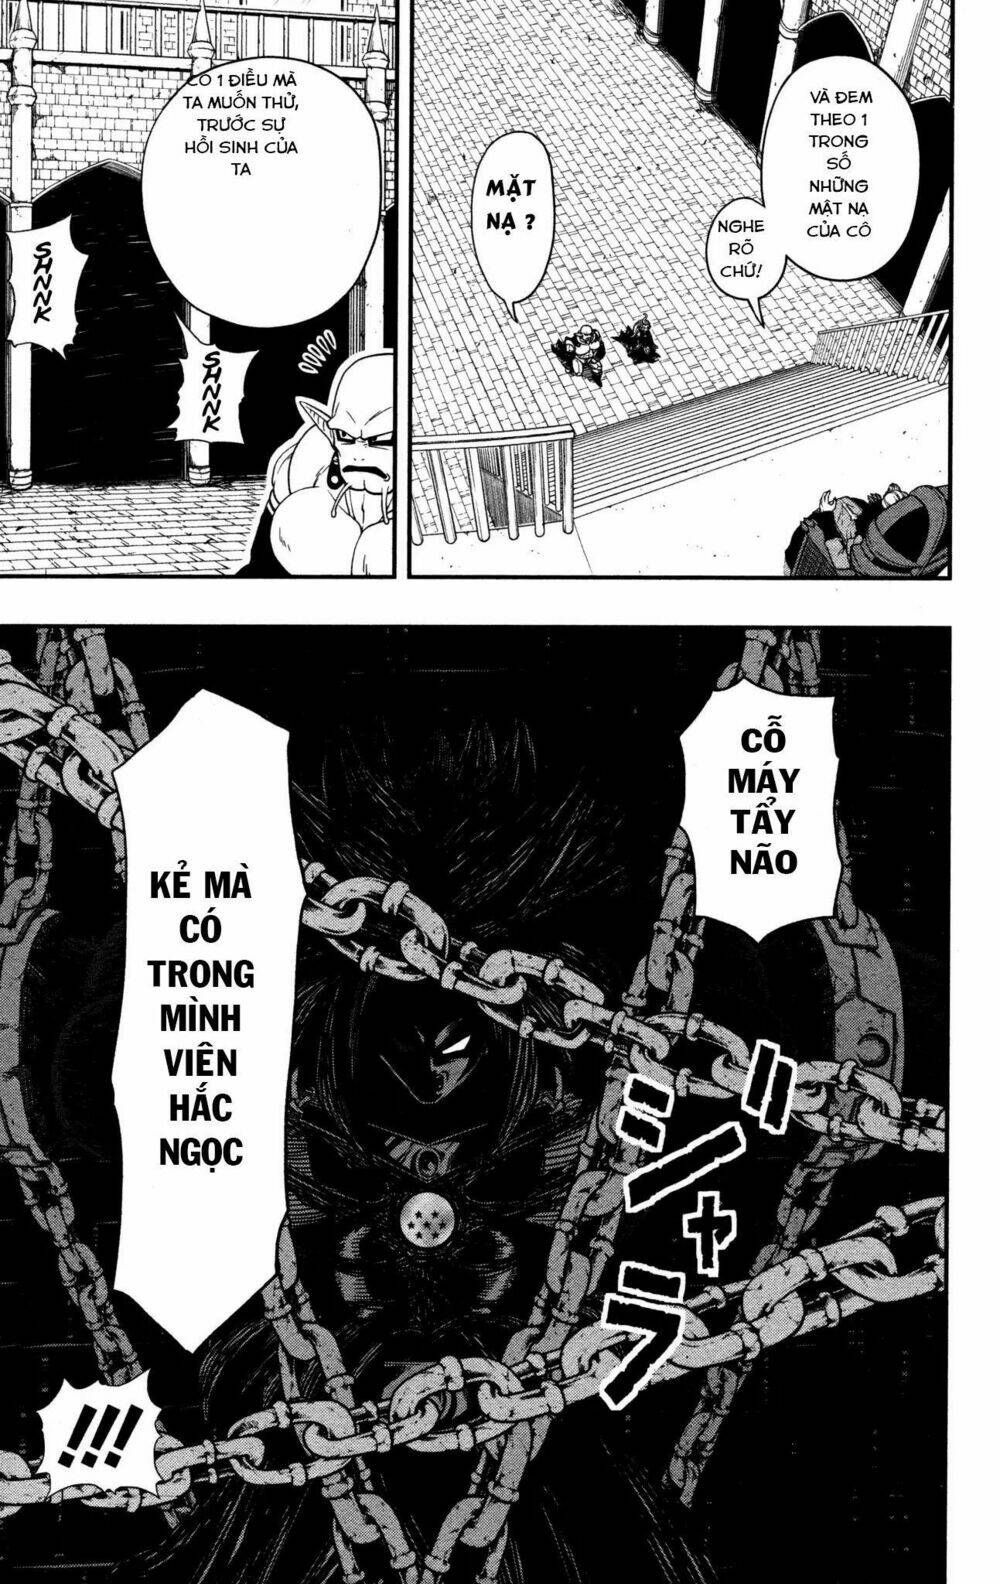 VÀ ĐEM
THEO 1
TRONG
SỐ
NHỮNG
MẶT NẠ
CỦA CÔ
NGHE
RÕ
CHỨ!
MẶT
NẠ ?
CÓ 1 ĐIỀU MÀ
TA MUỐN THỬ,
TRƯỚC SỰ
HỒI SINH CỦA
TA
SHNNK
SHNNK
CỖ
MÁY
TẨY
NÃO
KẺ MÀ
CÓ
TRONG
MÌNH
VIÊN
HẮC
NGỌC
ジャラ
!!!